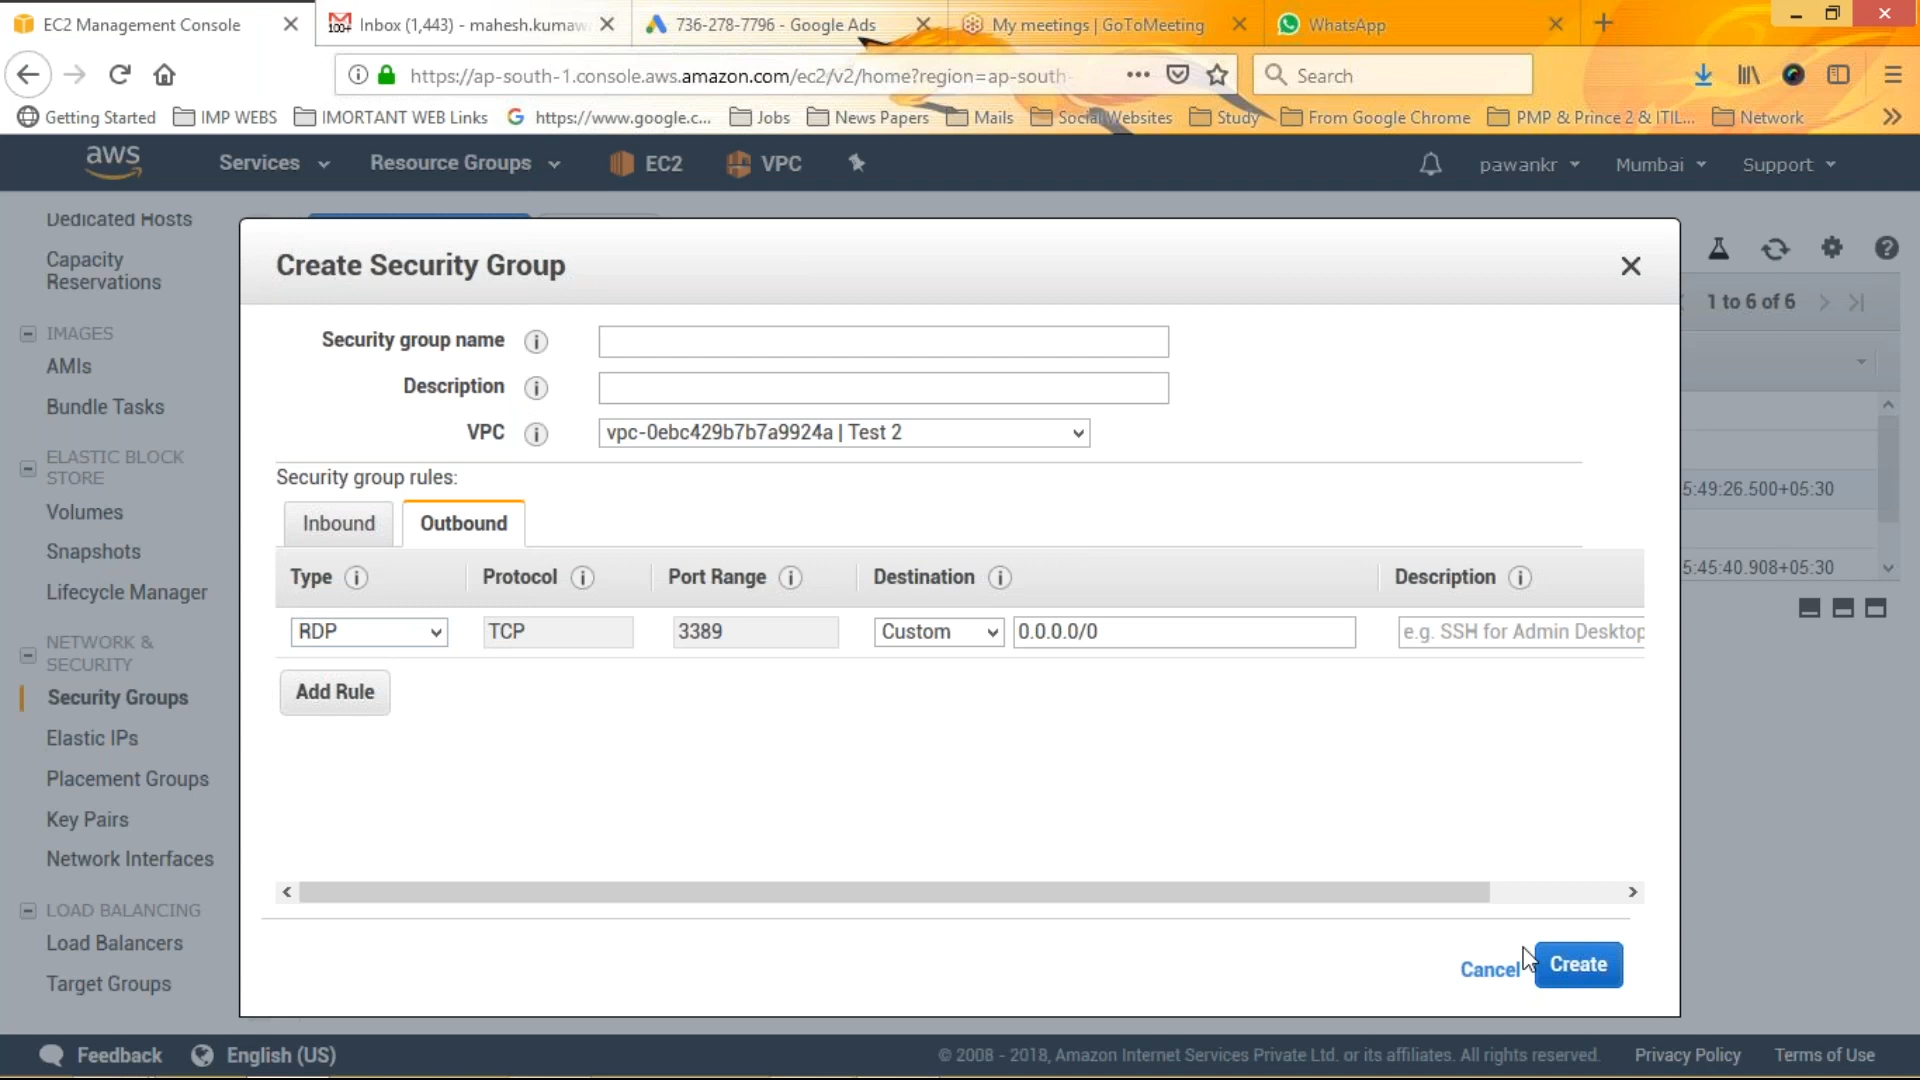 EC2 Management Console
Inbox (1,443) - mahesh.kumaw
736-278-7796 - Google Ads
My meetings | GoToMeeting
WhatsApp
https://ap-south-1.console.aws.amazon.com/ec2/v2/home?region=ap-south-
Search
Getting Started
IMP WEBS
IMORTANT WEB Links
https://www.google.c...
Jobs
News Papers
Mails
Social Websites
Study
From Google Chrome
PMP & Prince 2 & ITIL...
Network
aws
Services
Resource Groups
EC2
VPC
pawankr
Mumbai
Support
Dedicated Hosts
Capacity
Reservations
IMAGES
AMIs
Bundle Tasks
ELASTIC BLOCK
STORE
Volumes
Snapshots
Lifecycle Manager
NETWORK &
SECURITY
Security Groups
Elastic IPs
Placement Groups
Key Pairs
Network Interfaces
LOAD BALANCING
Load Balancers
Target Groups
1 to 6 of 6
5:49:26.500+05:30
5:45:40.908+05:30
Create Security Group
Security group name
Description
VPC
vpc-0ebc429b7b7a9924a | Test 2
Security group rules:
Inbound
Outbound
Type
Protocol
Port Range
Destination
Description
RDP
TCP
3389
Custom
0.0.0.0/0
e.g. SSH for Admin Desktop
Add Rule
Cancel
Create
Feedback
English (US)
© 2008 - 2018, Amazon Internet Services Private Ltd. or its affiliates. All rights reserved.
Privacy Policy
Terms of Use